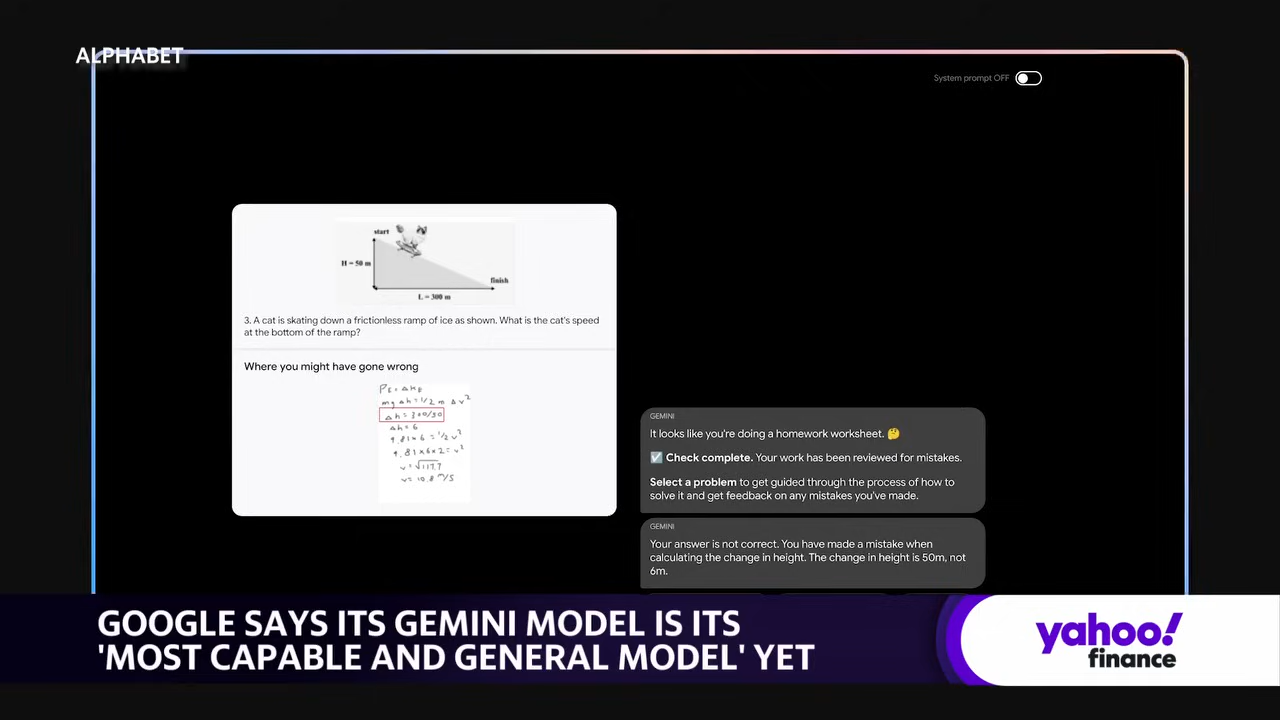 ALPHABET
System prompt OFF
start
H = 50 m
finish
L = 300 m
3. A cat is skating down a frictionless ramp of ice as shown. What is the cat's speed
at the bottom of the ramp?
Where you might have gone wrong
PE = ΔKE
mg Δh = 1/2 m Δv²
Δh = 300/50
Δh = 6
9.81 x 6 = 1/2 v²
9.81 x 6 x 2 = v²
v = √117.7
v = 10.8 m/s
GEMINI
It looks like you're doing a homework worksheet. 🤔
☑ Check complete. Your work has been reviewed for mistakes.
Select a problem to get guided through the process of how to
solve it and get feedback on any mistakes you've made.
GEMINI
Your answer is not correct. You have made a mistake when
calculating the change in height. The change in height is 50m, not
6m.
GOOGLE SAYS ITS GEMINI MODEL IS ITS
'MOST CAPABLE AND GENERAL MODEL' YET
yahoo!
finance